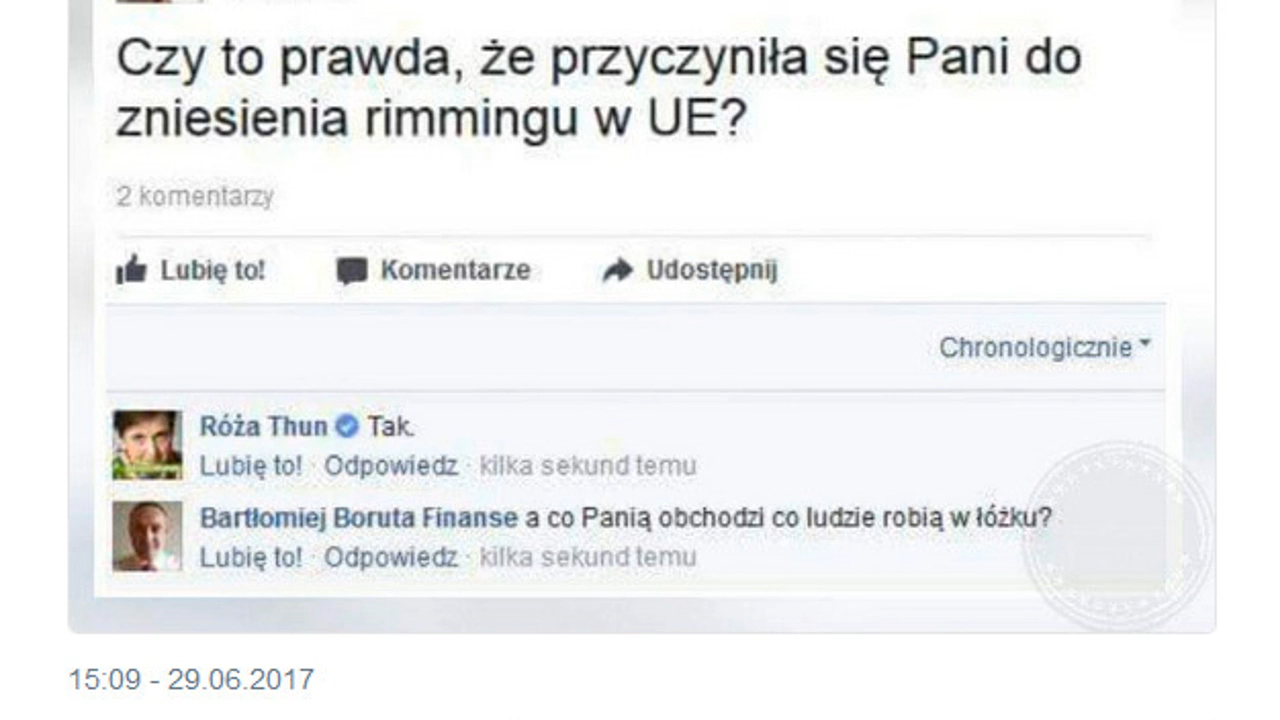 Czy to prawda, że przyczyniła się Pani do
zniesienia rimmingu w UE?
2 komentarzy
Lubię to! Komentarze Udostępnij
Chronologicznie
Róża Thun Tak.
Lubię to! · Odpowiedz · kilka sekund temu
Bartłomiej Boruta Finanse a co Panią obchodzi co ludzie robią w łóżku?
Lubię to! · Odpowiedz · kilka sekund temu
15:09 - 29.06.2017